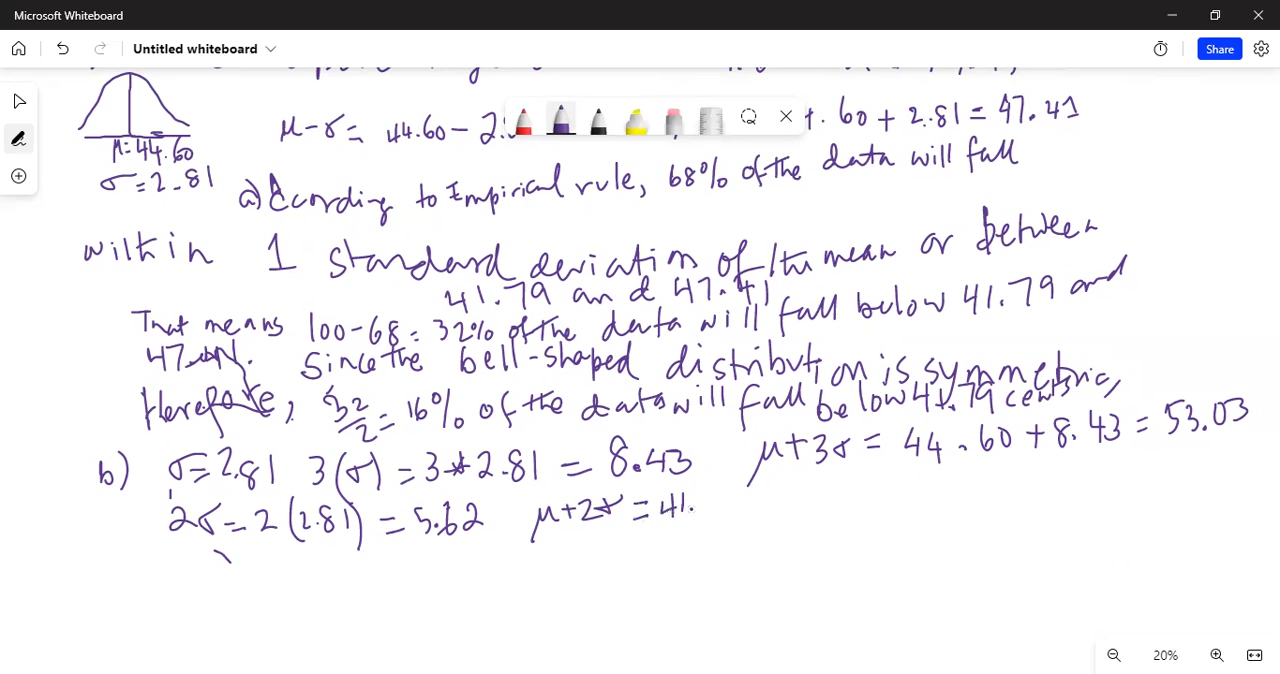 Microsoft Whiteboard
Untitled whiteboard
Share
μ-σ= 44.60-2. . 60+2.81=47.41
μ=44.60
σ=2.81
a) According to Empirical rule, 68% of the data will fall
within 1 standard deviation of the mean or between
41.79 and 47.41
That means 100-68=32% of the data will fall below 41.79 and
Since the bell-shaped distribution is symmetric,
therefore, 32/2=16% of the data will fall below 41.79 cents
b) σ=2.81 3(σ)=3*2.81=8.43 μ+3σ=44.60+8.43=53.03
2σ=2(2.81)=5.62 μ+2σ=41.
20%